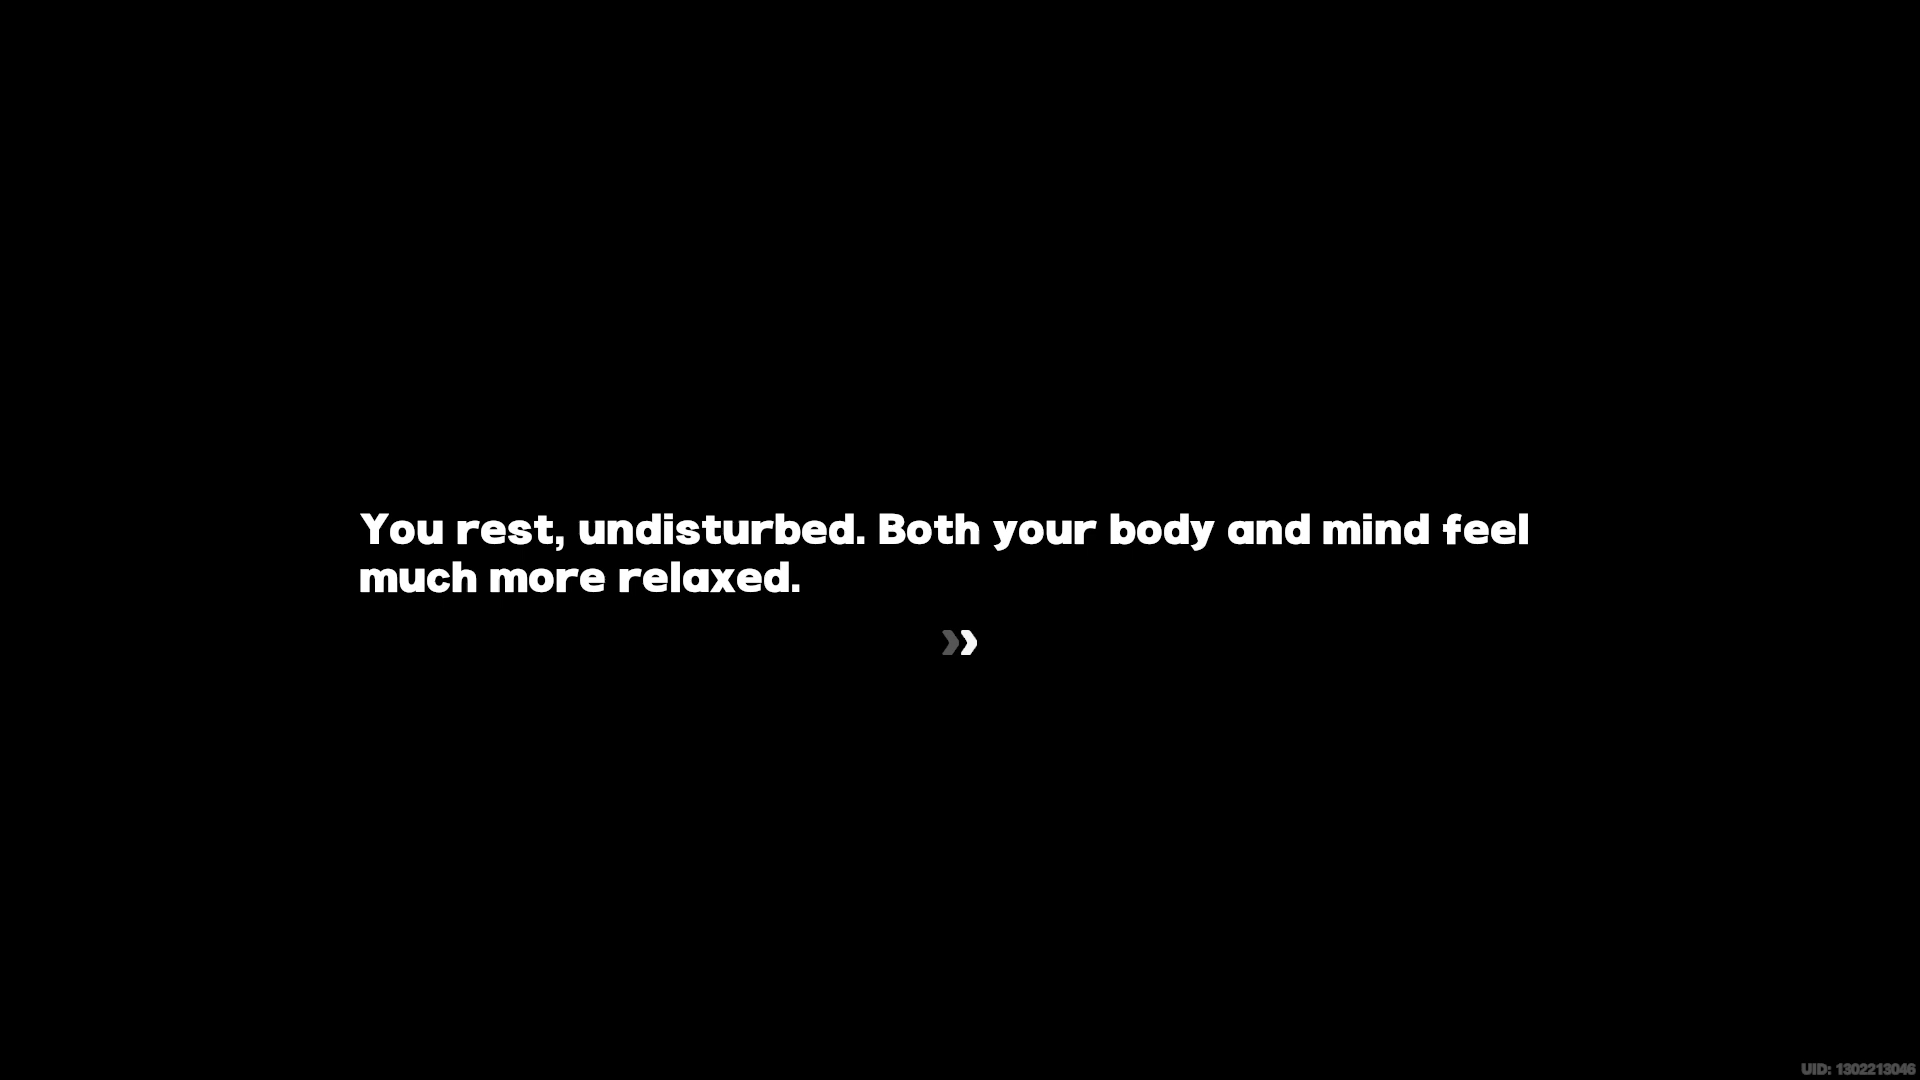 You rest, undisturbed. Both your body and mind feel
much more relaxed.
UID: 1302213046